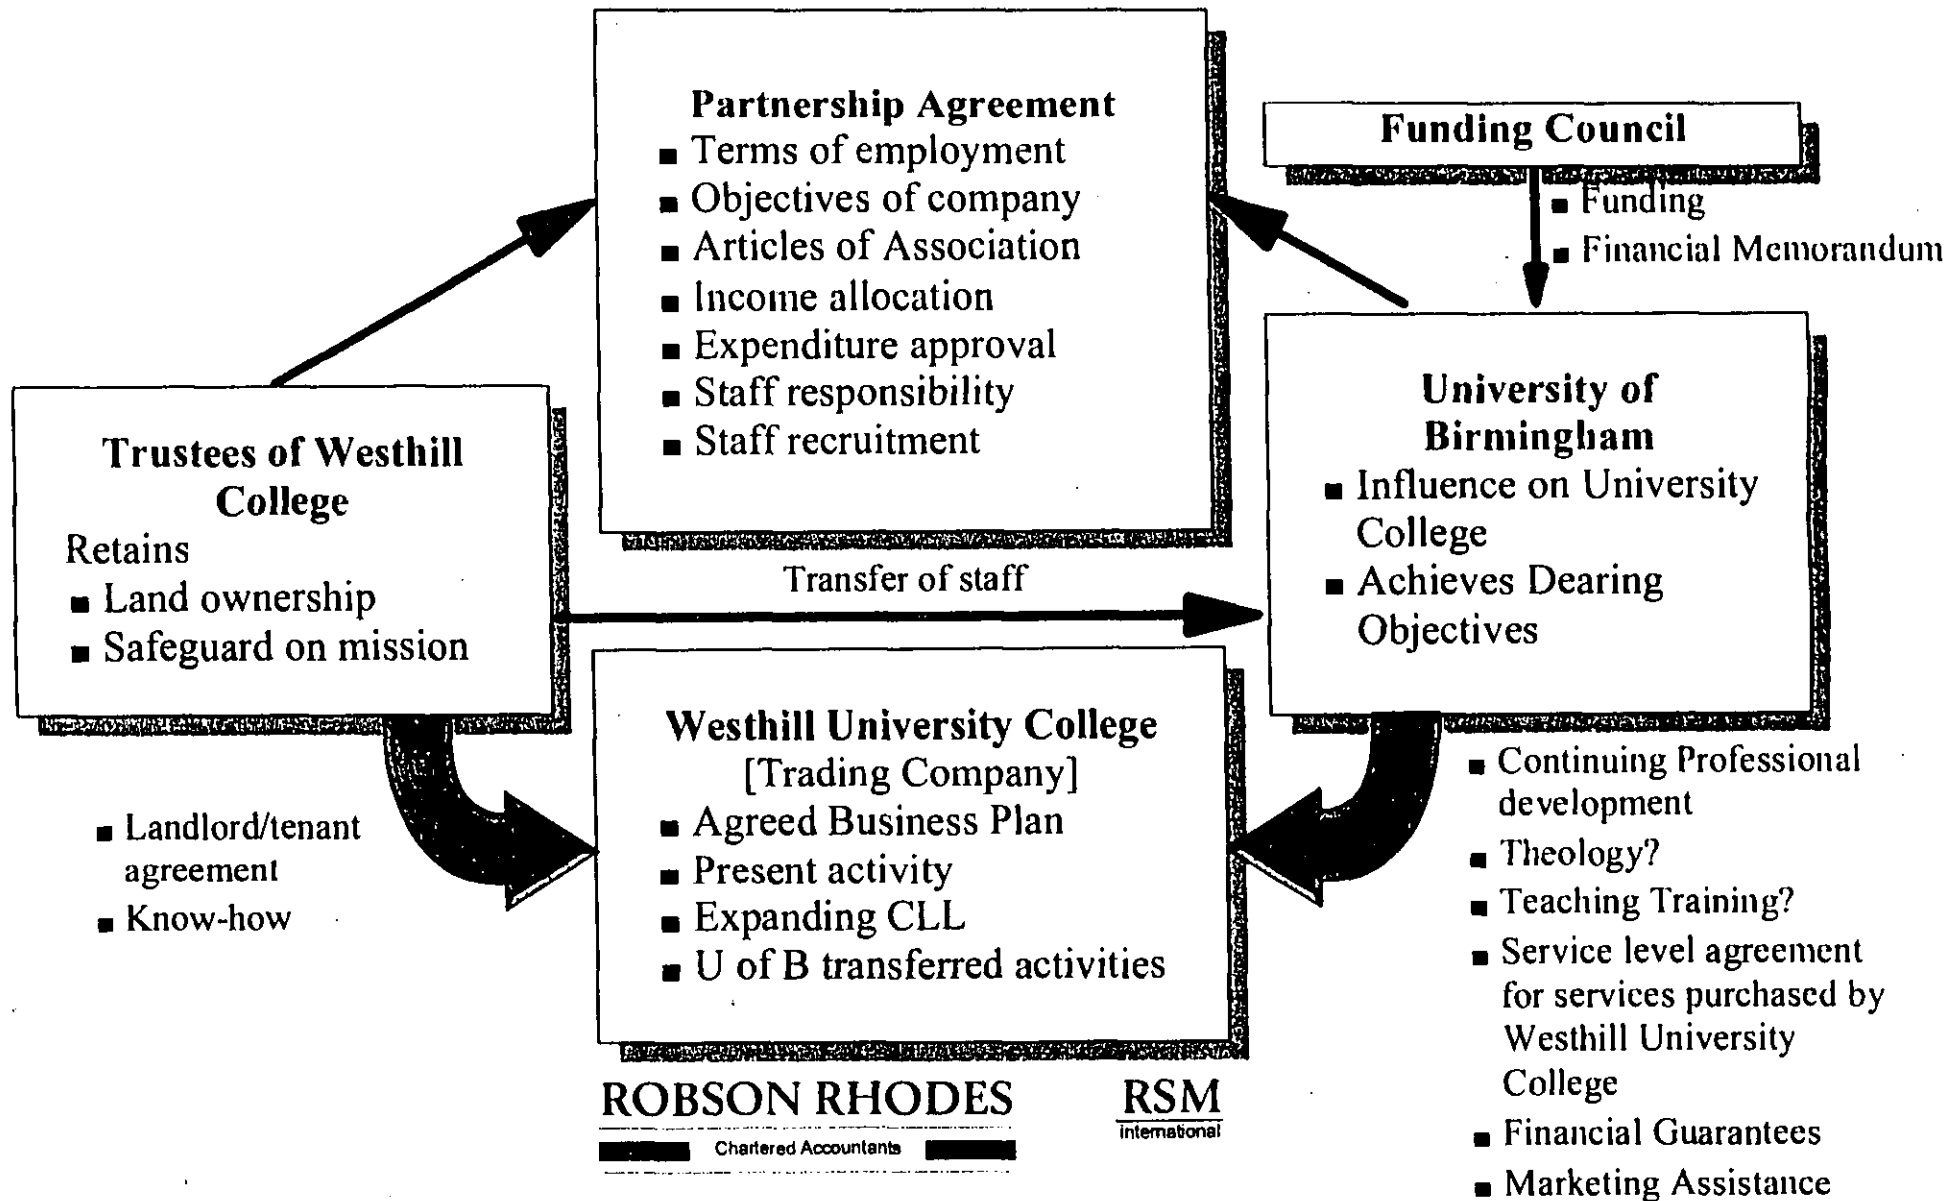 Partnership Agreement
■ Terms of employment
■ Objectives of company
■ Articles of Association
■ Income allocation
■ Expenditure approval
■ Staff responsibility
■ Staff recruitment
Funding Council
■ Funding
■ Financial Memorandum
Trustees of Westhill
College
Retains
■ Land ownership
■ Safeguard on mission
Transfer of staff
University of
Birmingham
■ Influence on University
College
■ Achieves Dearing
Objectives
■ Landlord/tenant
agreement
■ Know-how
Westhill University College
[Trading Company]
■ Agreed Business Plan
■ Present activity
■ Expanding CLL
■ U of B transferred activities
■ Continuing Professional
development
■ Theology?
■ Teaching Training?
■ Service level agreement
for services purchased by
Westhill University
College
■ Financial Guarantees
■ Marketing Assistance
ROBSON RHODES
Chartered Accountants
RSM
international